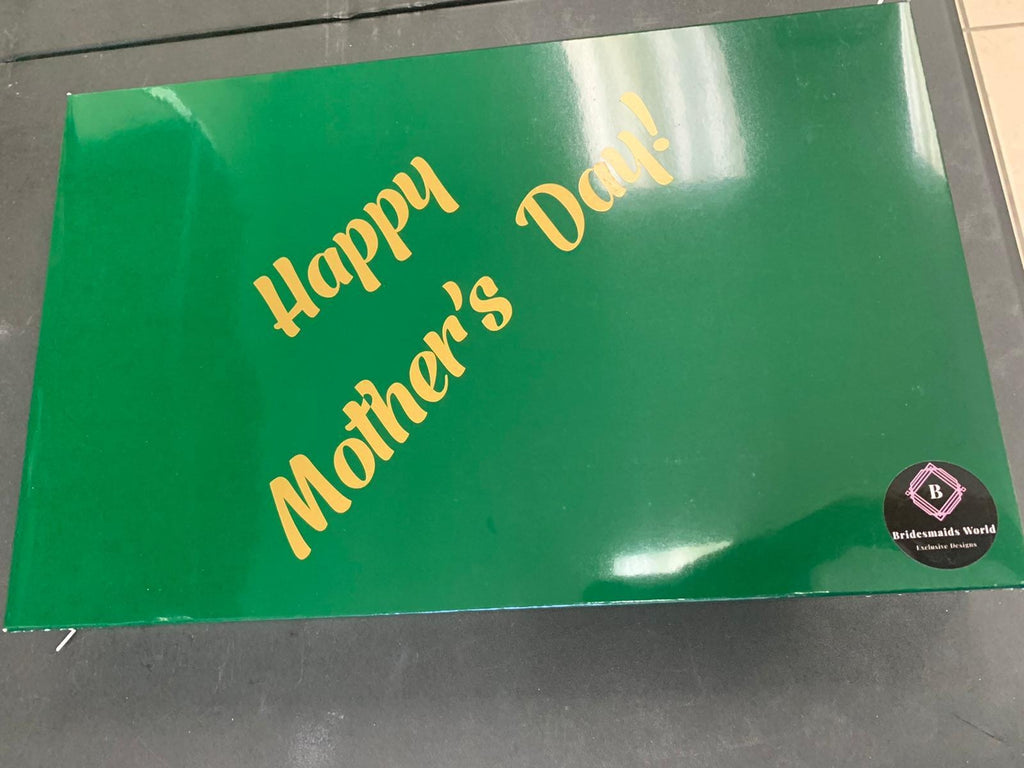 Happy
Mother's
Day!
B
Bridesmaids World
Exclusive Designs